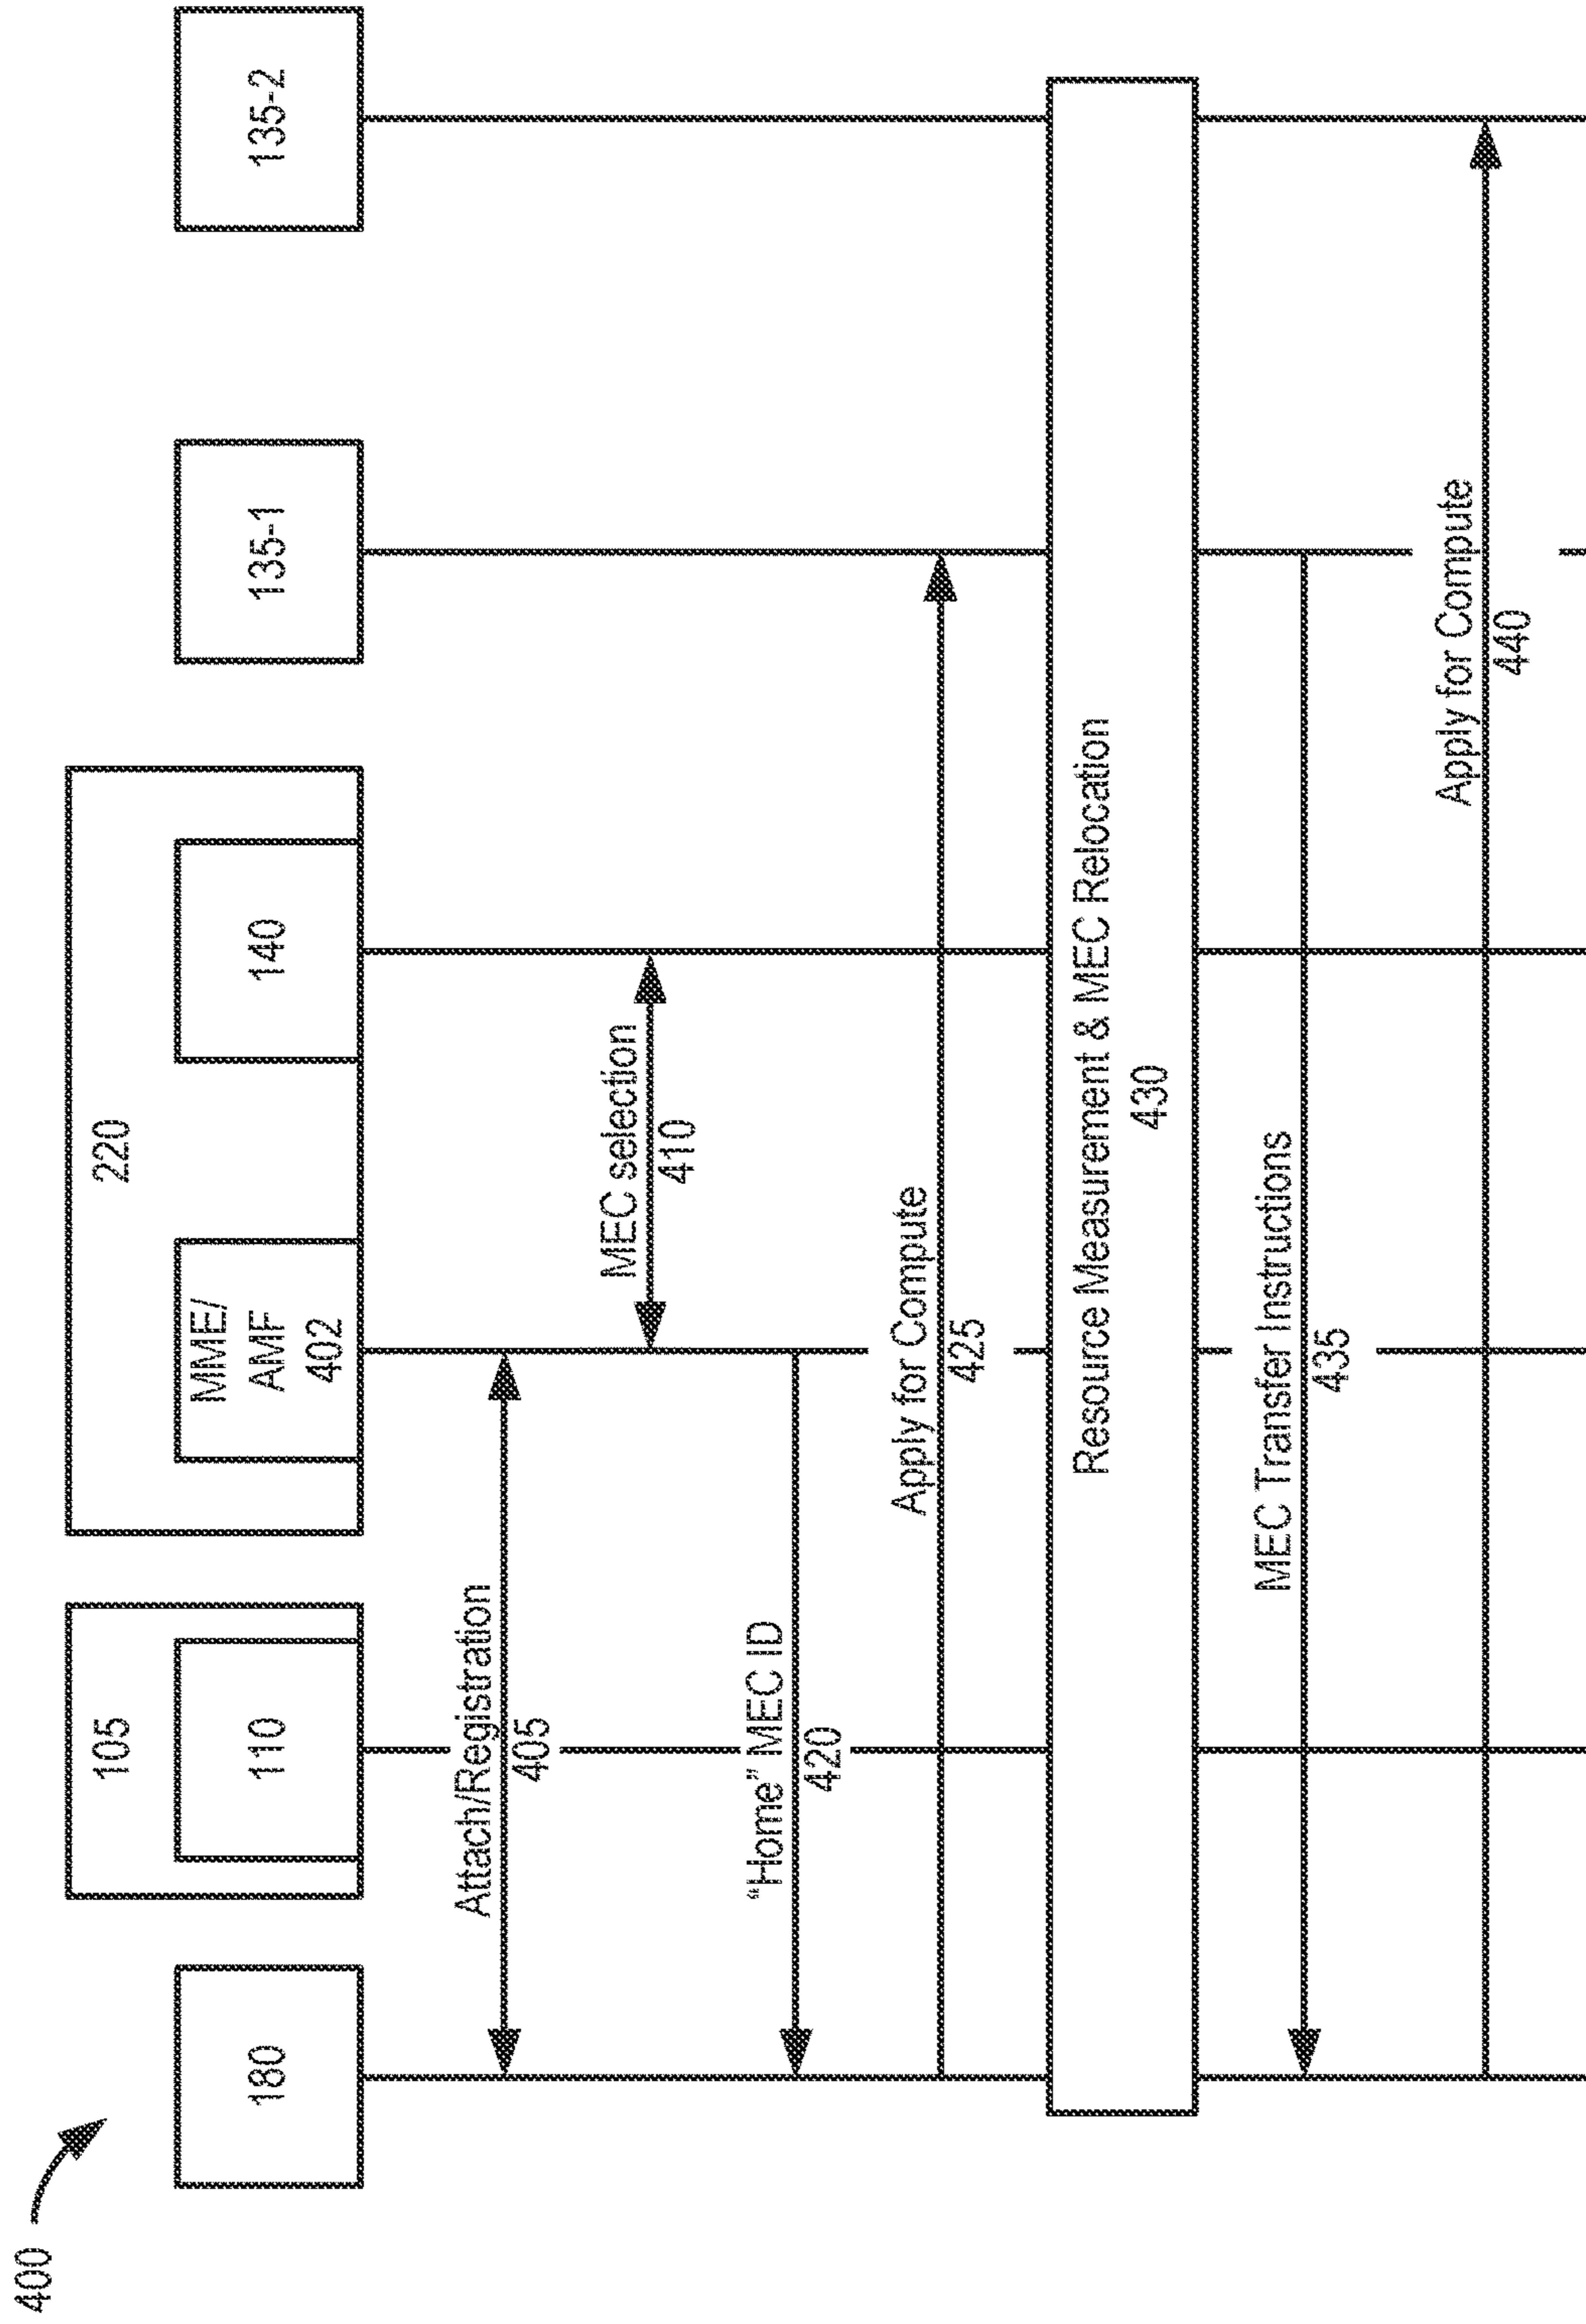 400
105
220
180
110
MME/
AMF
402
140
135-1
135-2
Attach/Registration
405
MEC selection
410
“Home” MEC ID
420
Apply for Compute
425
Resource Measurement & MEC Relocation
430
MEC Transfer Instructions
435
Apply for Compute
440